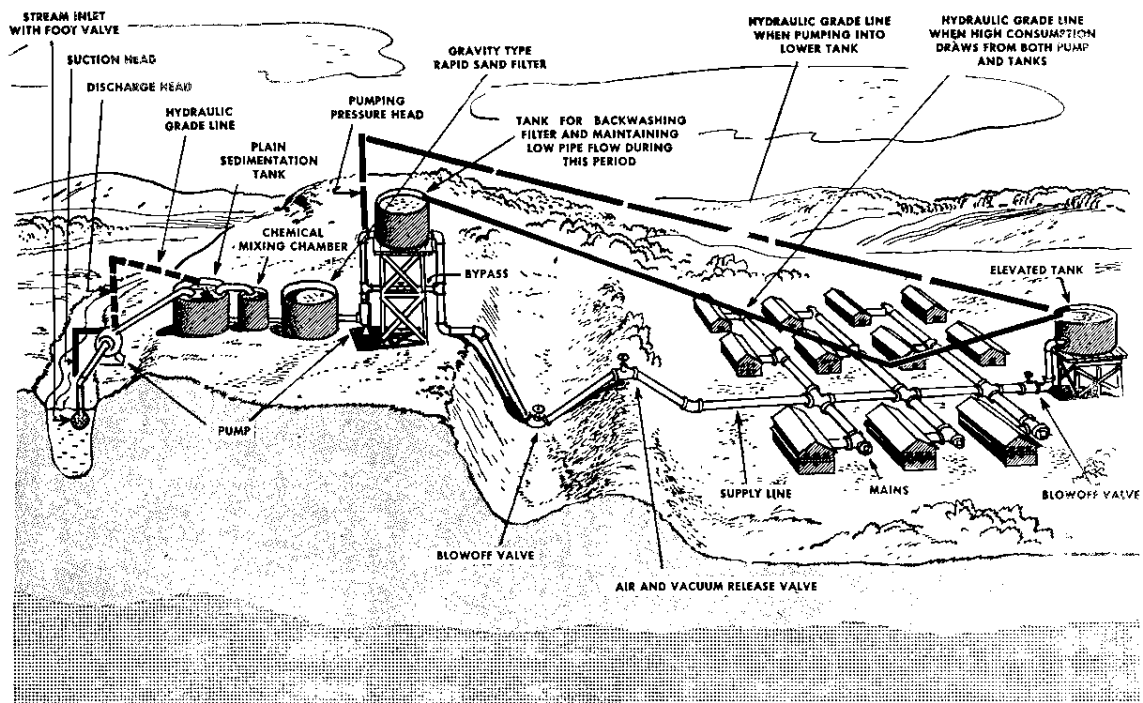 STREAM INLET
WITH FOOT VALVE
SUCTION HEAD
DISCHARGE HEAD
HYDRAULIC
GRADE LINE
PLAIN
SEDIMENTATION
TANK
CHEMICAL
MIXING CHAMBER
GRAVITY TYPE
RAPID SAND FILTER
PUMPING
PRESSURE HEAD
TANK FOR BACKWASHING
FILTER AND MAINTAINING
LOW PIPE FLOW DURING
THIS PERIOD
HYDRAULIC GRADE LINE
WHEN PUMPING INTO
LOWER TANK
HYDRAULIC GRADE LINE
WHEN HIGH CONSUMPTION
DRAWS FROM BOTH PUMP
AND TANKS
BYPASS
ELEVATED TANK
PUMP
SUPPLY LINE
MAINS
BLOWOFF VALVE
BLOWOFF VALVE
AIR AND VACUUM RELEASE VALVE